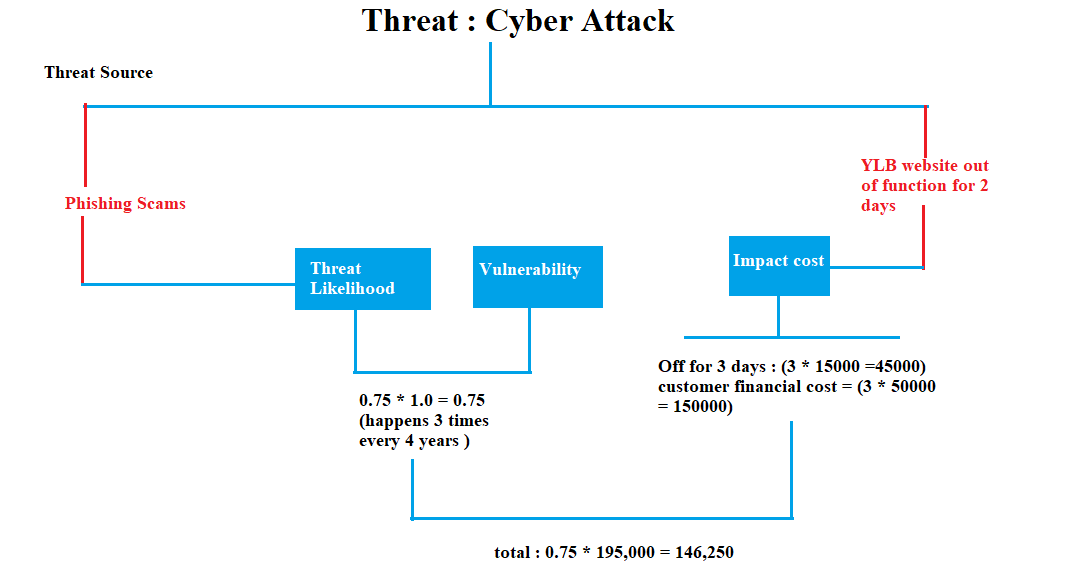 Threat : Cyber Attack
Threat Source
YLB website out
of function for 2
days
Phishing Scams
Threat
Likelihood
Vulnerability
Impact cost
Off for 3 days : (3 * 15000 =45000)
customer financial cost = (3 * 50000
= 150000)
0.75 * 1.0 = 0.75
(happens 3 times
every 4 years )
total : 0.75 * 195,000 = 146,250